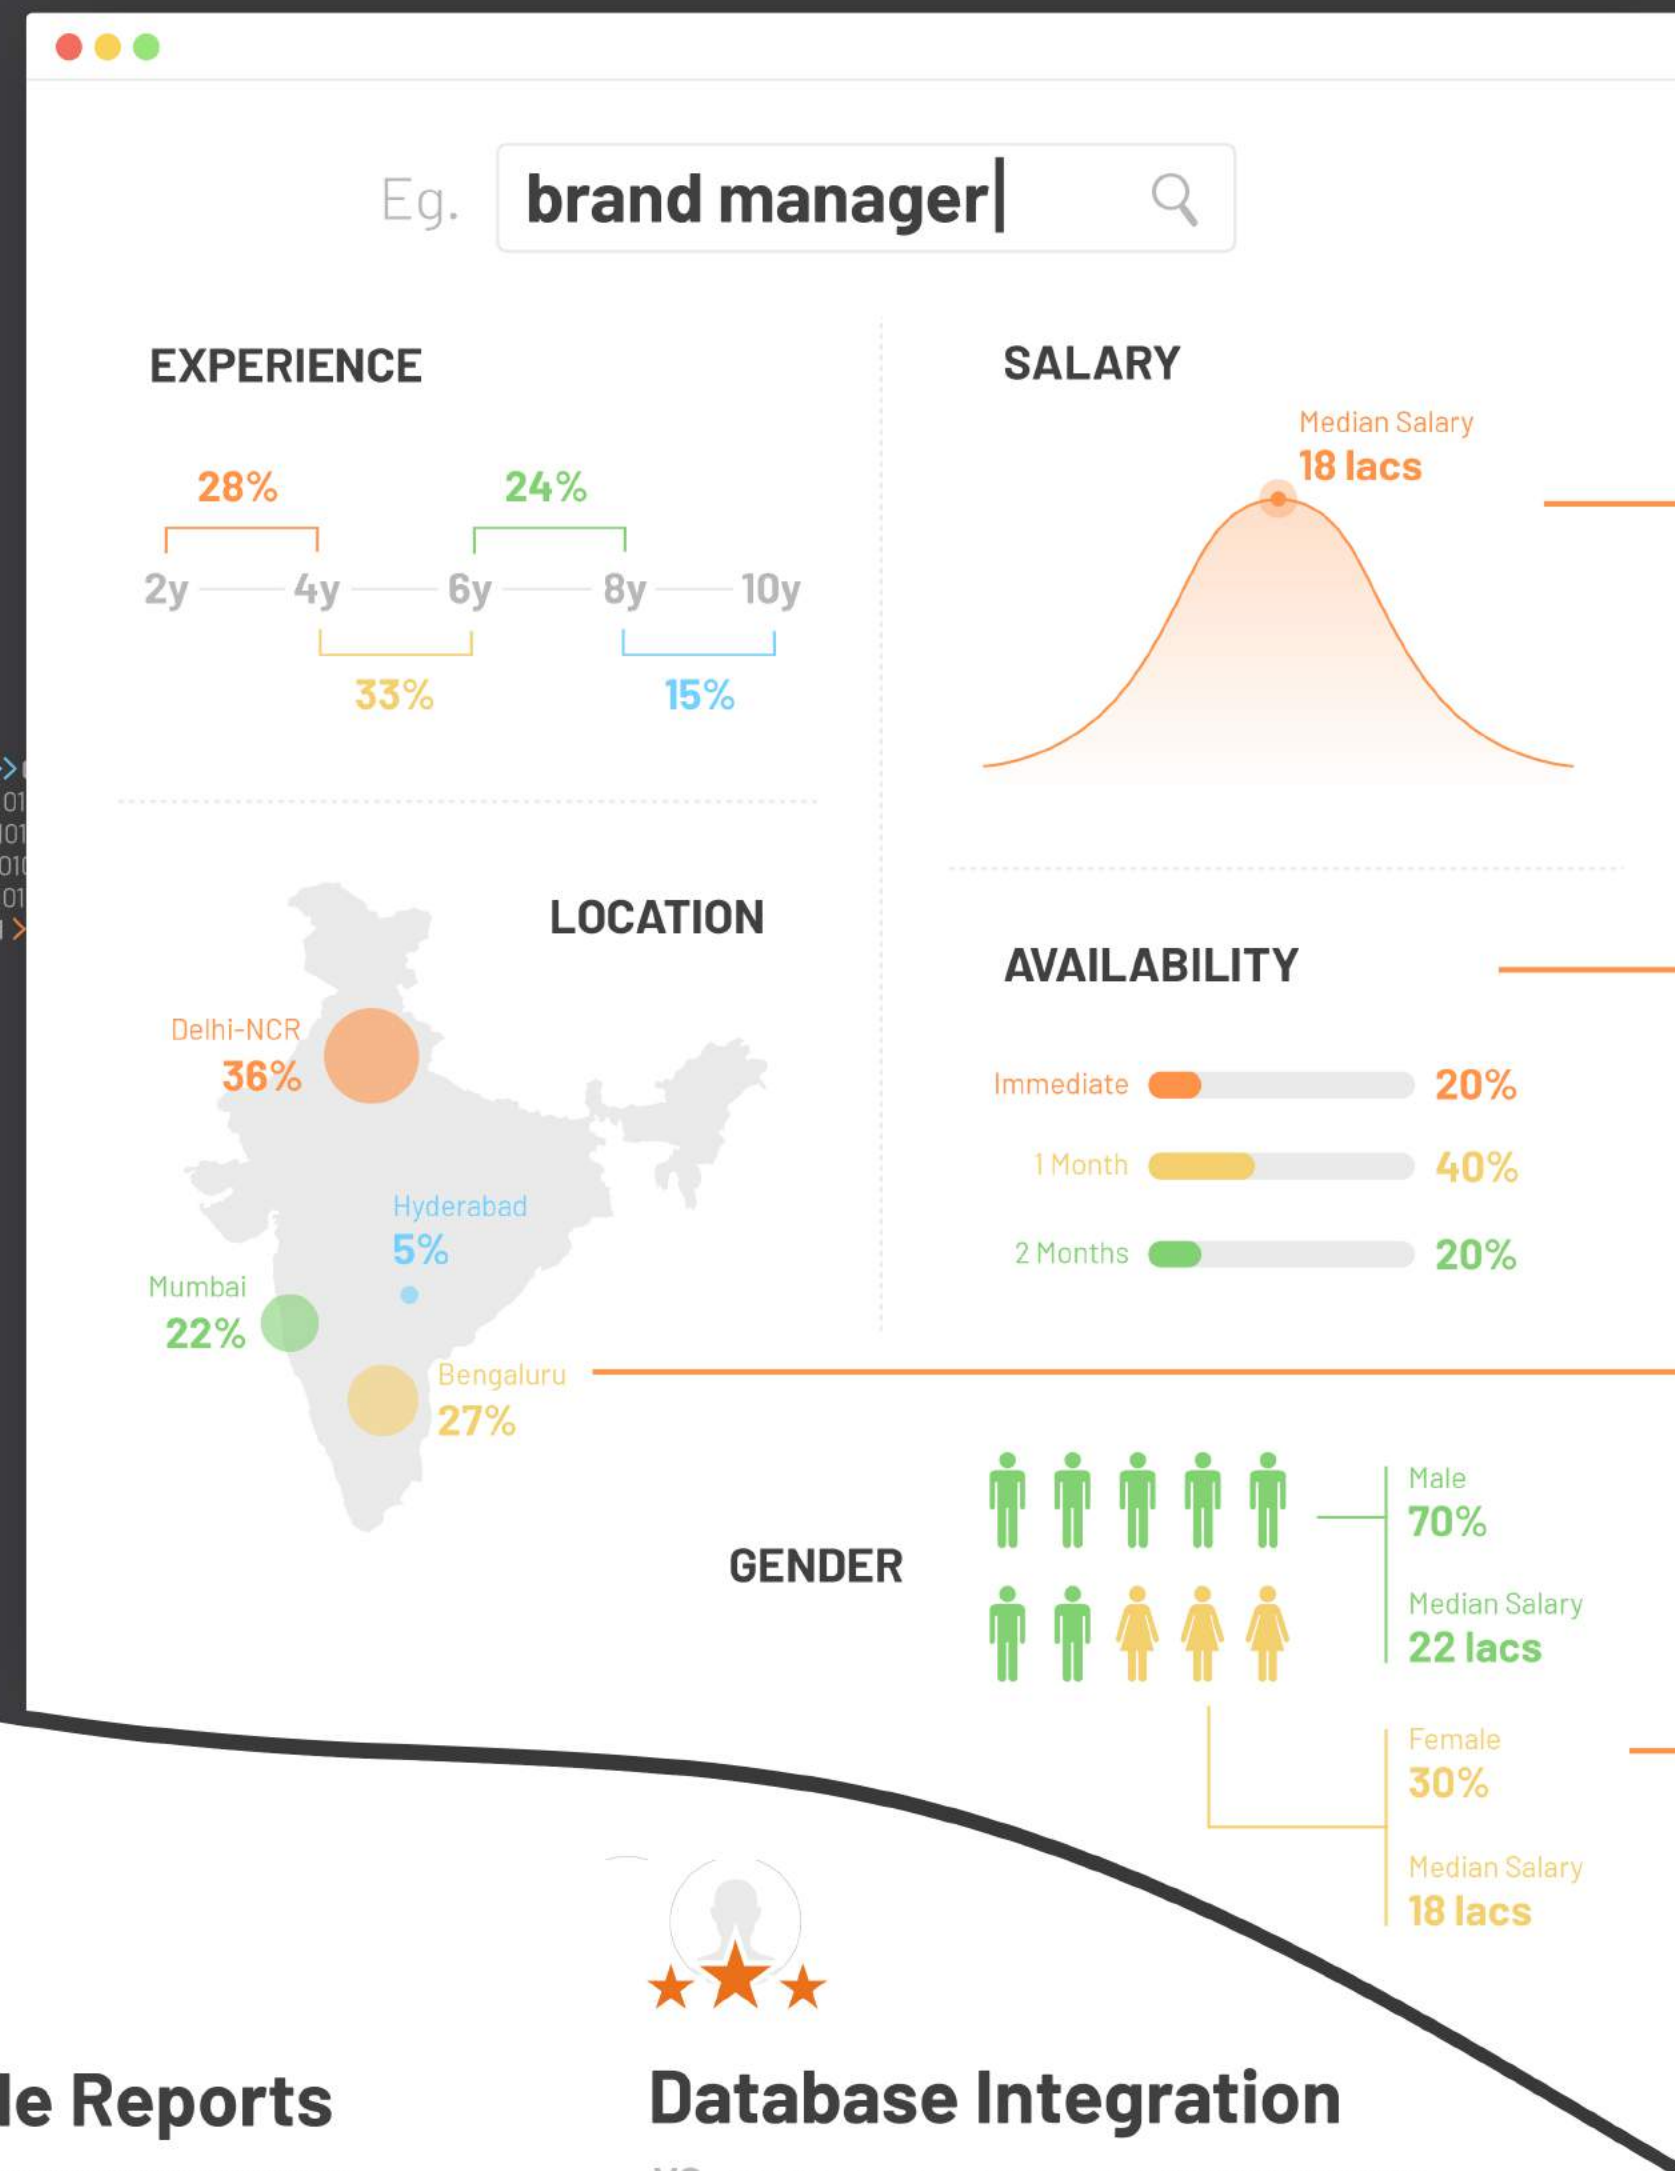 Eg. brand manager
EXPERIENCE
28%
24%
2y 4y 6y 8y 10y
33%
15%
SALARY
Median Salary
18 lacs
LOCATION
Delhi-NCR
36%
Hyderabad
5%
Mumbai
22%
Bengaluru
27%
AVAILABILITY
Immediate 20%
1 Month 40%
2 Months 20%
GENDER
Male
70%
Median Salary
22 lacs
Female
30%
Median Salary
18 lacs
le Reports
Database Integration